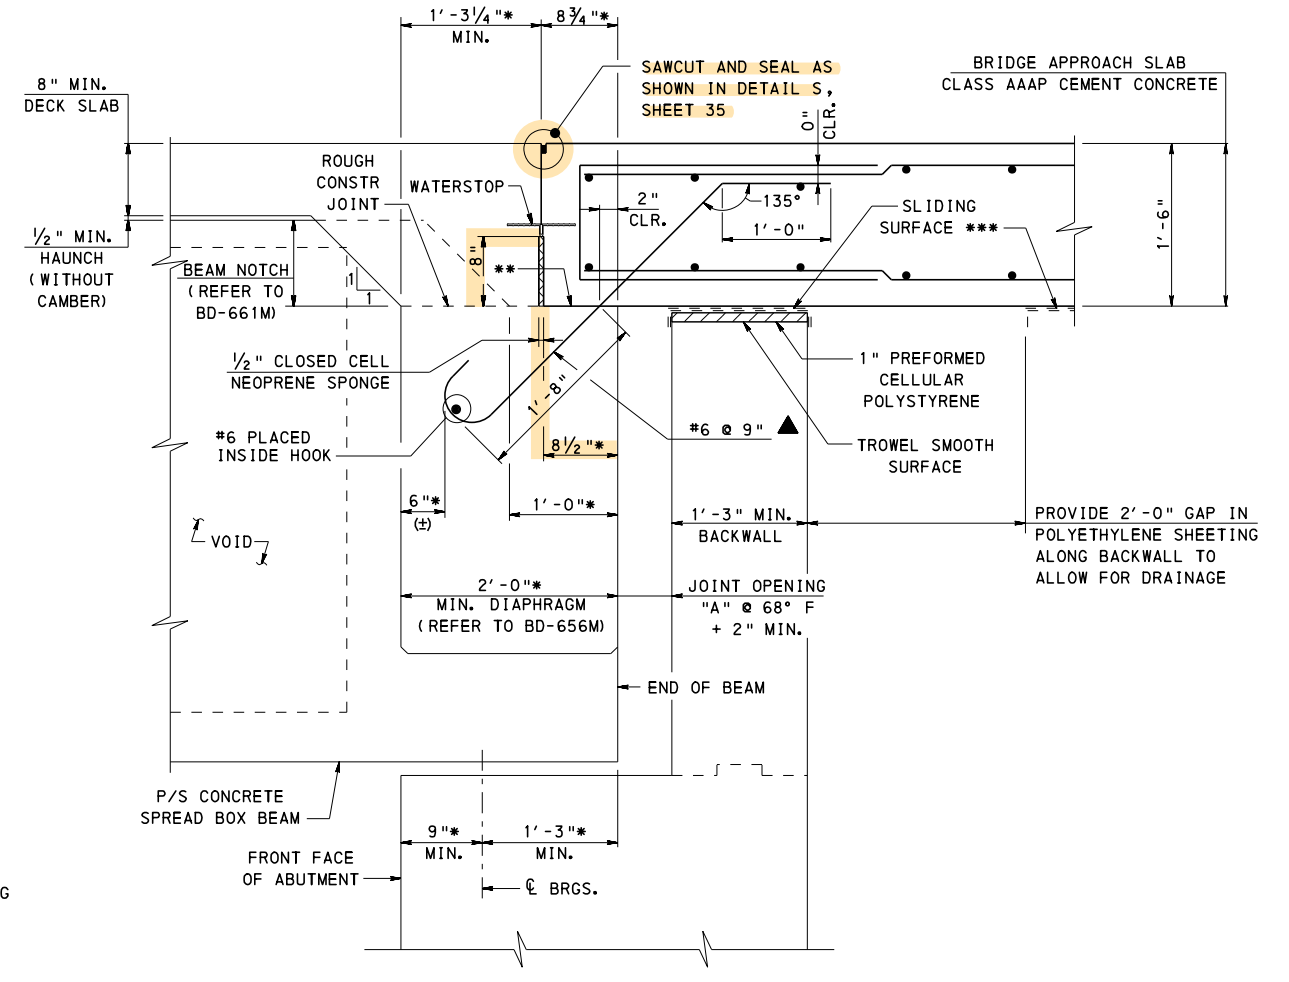 1'-3¼"*
MIN.
8¾"*
SAWCUT AND SEAL AS
SHOWN IN DETAIL S,
SHEET 35
0"
CLR.
BRIDGE APPROACH SLAB
CLASS AAAP CEMENT CONCRETE
8" MIN.
DECK SLAB
ROUGH
CONSTR
JOINT
WATERSTOP
2"
CLR.
135°
1'-0"
SLIDING
SURFACE ***
1'-6"
½" MIN.
HAUNCH
(WITHOUT
CAMBER)
BEAM NOTCH
(REFER TO
BD-661M)
1
1
8"
**
½" CLOSED CELL
NEOPRENE SPONGE
1'-8"
1" PREFORMED
CELLULAR
POLYSTYRENE
#6 PLACED
INSIDE HOOK
#6 @ 9"
8½"*
TROWEL SMOOTH
SURFACE
6"*
(±)
1'-0"*
1'-3" MIN.
BACKWALL
PROVIDE 2'-0" GAP IN
POLYETHYLENE SHEETING
ALONG BACKWALL TO
ALLOW FOR DRAINAGE
VOID
2'-0"*
MIN. DIAPHRAGM
(REFER TO BD-656M)
JOINT OPENING
"A" @ 68° F
+ 2" MIN.
END OF BEAM
P/S CONCRETE
SPREAD BOX BEAM
9"*
MIN.
1'-3"*
MIN.
FRONT FACE
OF ABUTMENT
℄ BRGS.
G